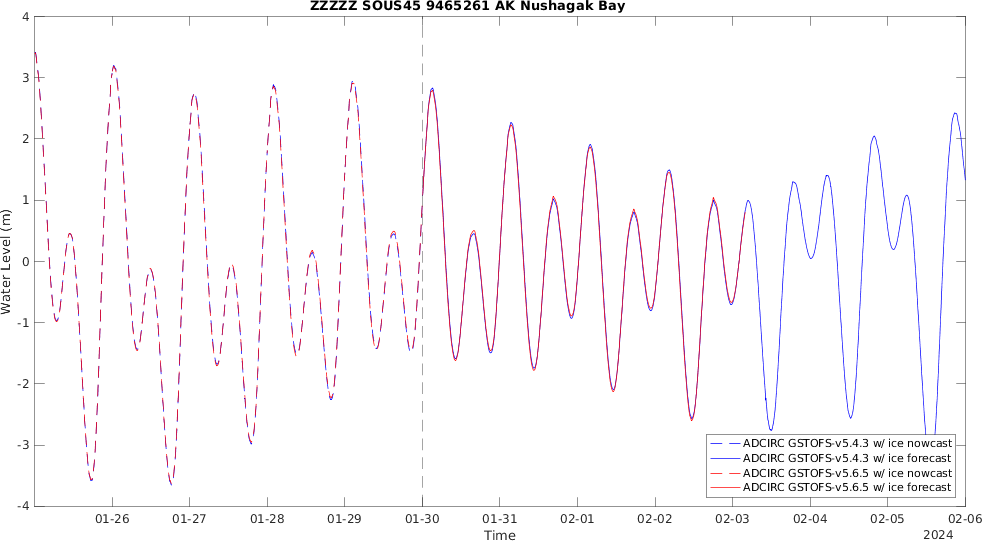 ZZZZZ SOUS45 9465261 AK Nushagak Bay
4
3
2
1
0
-1
-2
-3
-4
Water Level (m)
ADCIRC GSTOFS-v5.4.3 w/ ice nowcast
ADCIRC GSTOFS-v5.4.3 w/ ice forecast
ADCIRC GSTOFS-v5.6.5 w/ ice nowcast
ADCIRC GSTOFS-v5.6.5 w/ ice forecast
01-26 01-27 01-28 01-29 01-30 01-31 02-01 02-02 02-03 02-04 02-05 02-06
Time
2024